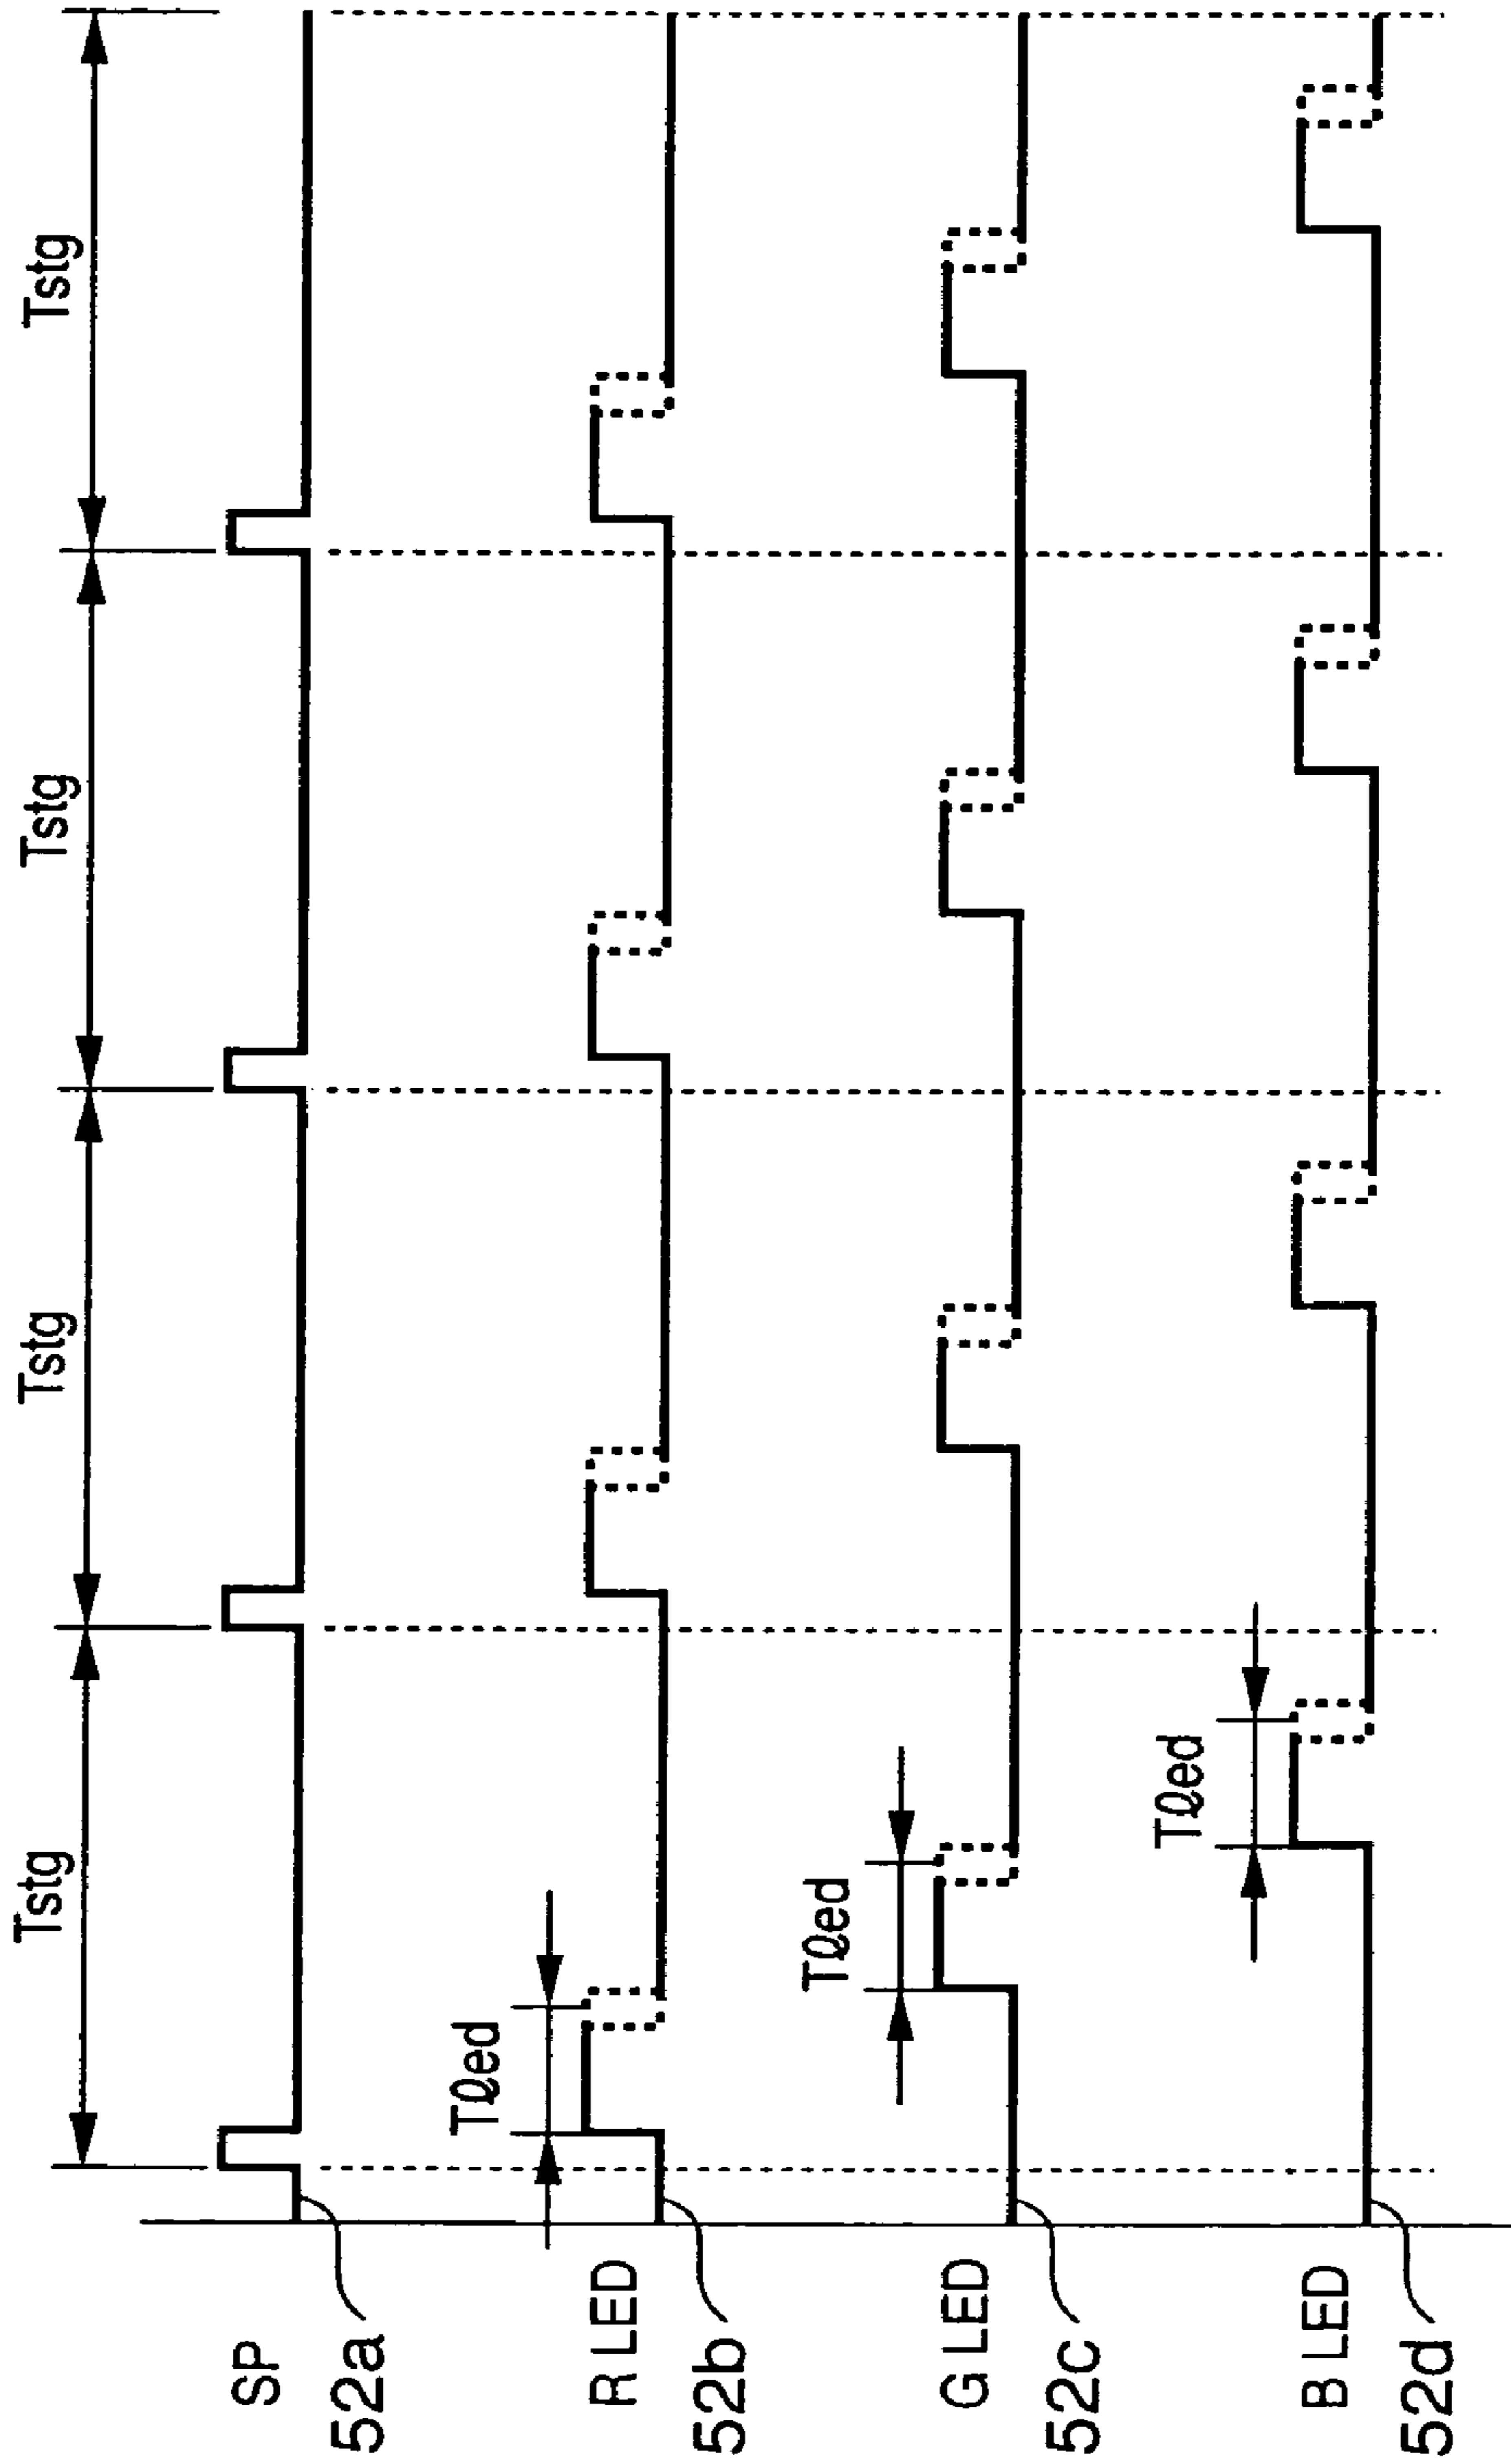 Tstg Tstg Tstg Tstg
SP
52a
Tℓed
R LED
52b
Tℓed
G LED
52c
Tℓed
B LED
52d